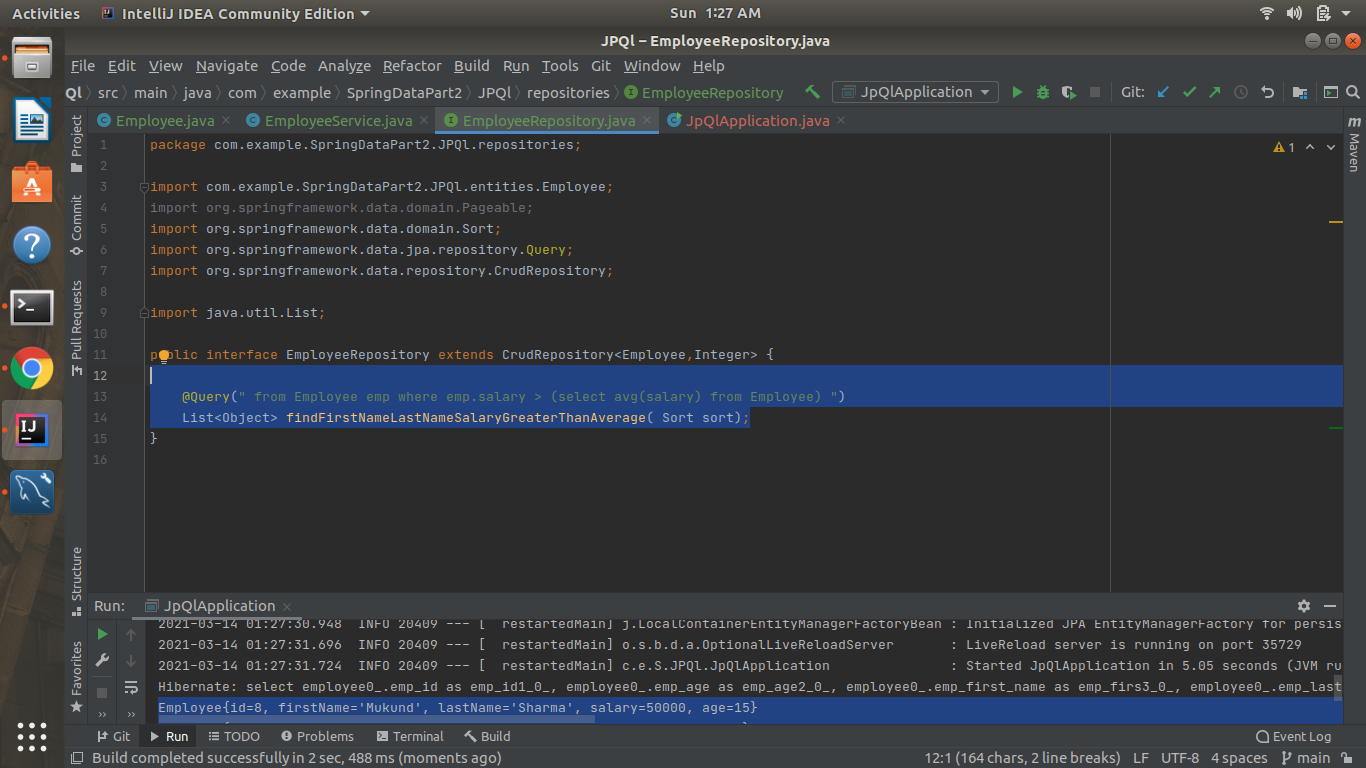 Activities IntelliJ IDEA Community Edition Sun 1:27 AM
JPQl – EmployeeRepository.java
File Edit View Navigate Code Analyze Refactor Build Run Tools Git Window Help
Ql src main java com example SpringDataPart2 JPQl repositories EmployeeRepository JpQlApplication Git:
Employee.java EmployeeService.java EmployeeRepository.java JpQlApplication.java
Project
Commit
Pull Requests
Structure
Favorites
m Maven
1
1 package com.example.SpringDataPart2.JPQl.repositories;
2
3 import com.example.SpringDataPart2.JPQl.entities.Employee;
4 import org.springframework.data.domain.Pageable;
5 import org.springframework.data.domain.Sort;
6 import org.springframework.data.jpa.repository.Query;
7 import org.springframework.data.repository.CrudRepository;
8
9 import java.util.List;
10
11 public interface EmployeeRepository extends CrudRepository<Employee,Integer> {
12
13 @Query(" from Employee emp where emp.salary > (select avg(salary) from Employee) ")
14 List<Object> findFirstNameLastNameSalaryGreaterThanAverage( Sort sort);
15 }
16
Run: JpQlApplication
2021-03-14 01:27:30.948 INFO 20409 --- [ restartedMain] j.LocalContainerEntityManagerFactoryBean : Initialized JPA EntityManagerFactory for persis
2021-03-14 01:27:31.696 INFO 20409 --- [ restartedMain] o.s.b.d.a.OptionalLiveReloadServer : LiveReload server is running on port 35729
2021-03-14 01:27:31.724 INFO 20409 --- [ restartedMain] c.e.S.JPQl.JpQlApplication : Started JpQlApplication in 5.05 seconds (JVM ru
Hibernate: select employee0_.emp_id as emp_id1_0_, employee0_.emp_age as emp_age2_0_, employee0_.emp_first_name as emp_firs3_0_, employee0_.emp_last
Employee{id=8, firstName='Mukund', lastName='Sharma', salary=50000, age=15}
Git Run TODO Problems Terminal Build Event Log
Build completed successfully in 2 sec, 488 ms (moments ago) 12:1 (164 chars, 2 line breaks) LF UTF-8 4 spaces main